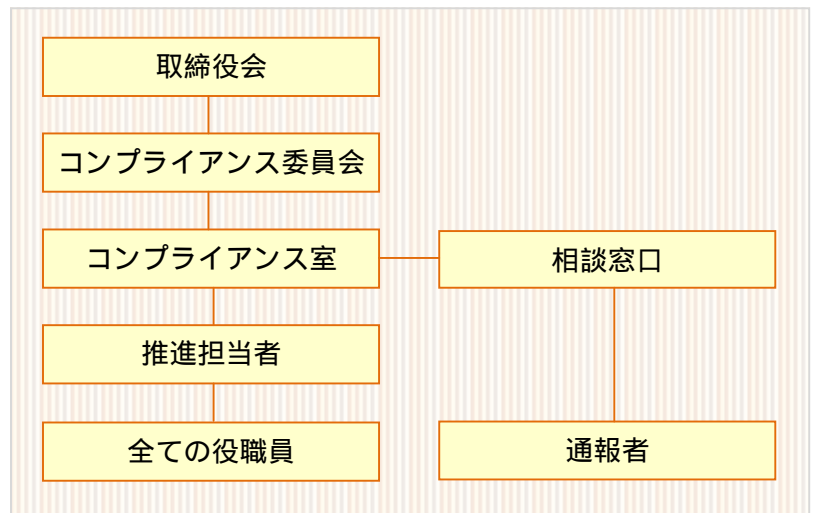 取締役会
コンプライアンス委員会
コンプライアンス室
相談窓口
推進担当者
全ての役職員
通報者